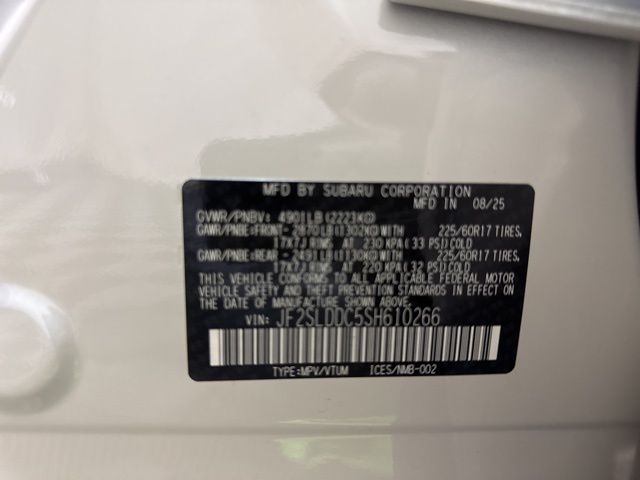 MFD BY SUBARU CORPORATION
MFD IN 08/25
GVWR/PNBV: 4901LB(2223KG)
GAWR/PNBE:FRONT-2870LB(1302KG)WITH 225/60R17 TIRES,
17X7J RIMS AT 230 KPA(33 PSI)COLD
GAWR/PNBE:REAR -2491LB(1130KG)WITH 225/60R17 TIRES,
17X7J RIMS AT 220 KPA(32 PSI)COLD
THIS VEHICLE CONFORMS TO ALL APPLICABLE FEDERAL MOTOR
VEHICLE SAFETY AND THEFT PREVENTION STANDARDS IN EFFECT
ON THE DATE OF MANUFACTURE SHOWN ABOVE.
VIN: JF2SLDDC5SH610266
TYPE:MPV/VTUM ICES/NMB-002